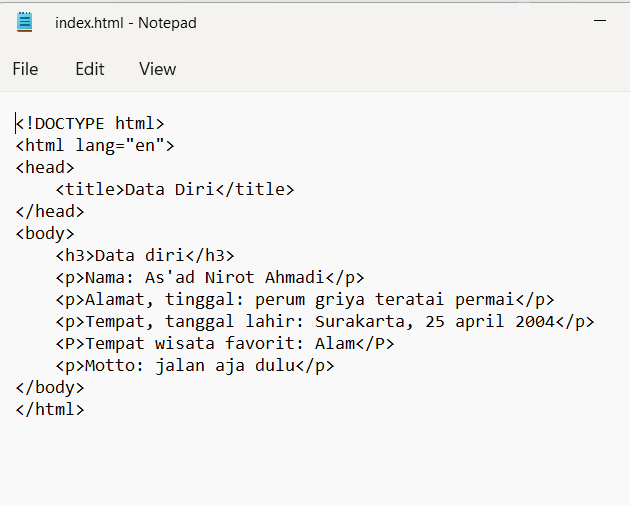 index.html - Notepad
File Edit View
<!DOCTYPE html>
<html lang="en">
<head>
    <title>Data Diri</title>
</head>
<body>
    <h3>Data diri</h3>
    <p>Nama: As'ad Nirot Ahmadi</p>
    <p>Alamat, tinggal: perum griya teratai permai</p>
    <p>Tempat, tanggal lahir: Surakarta, 25 april 2004</p>
    <P>Tempat wisata favorit: Alam</P>
    <p>Motto: jalan aja dulu</p>
</body>
</html>